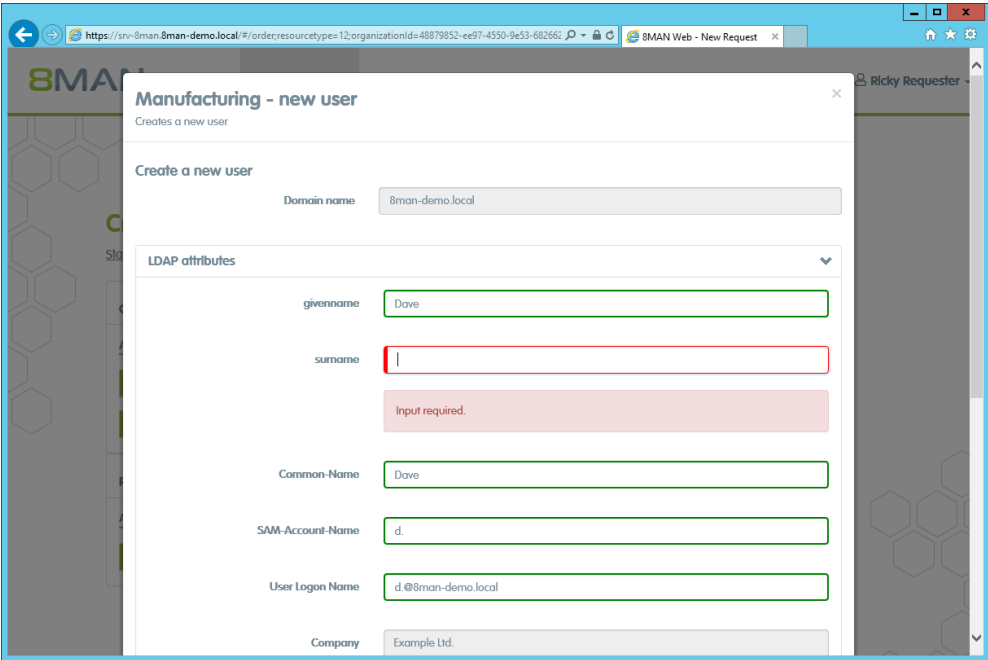 https://srv-8man.8man-demo.local/#/order;resourcetype=12;organizationId=48879852-ee97-4550-9e53-682662
8MAN Web - New Request
8MA
Ricky Requester
Manufacturing - new user
Creates a new user
Create a new user
Domain name
8man-demo.local
LDAP attributes
givenname
Dave
surname
Input required.
Common-Name
Dave
SAM-Account-Name
d.
User Logon Name
d.@8man-demo.local
Company
Example Ltd.